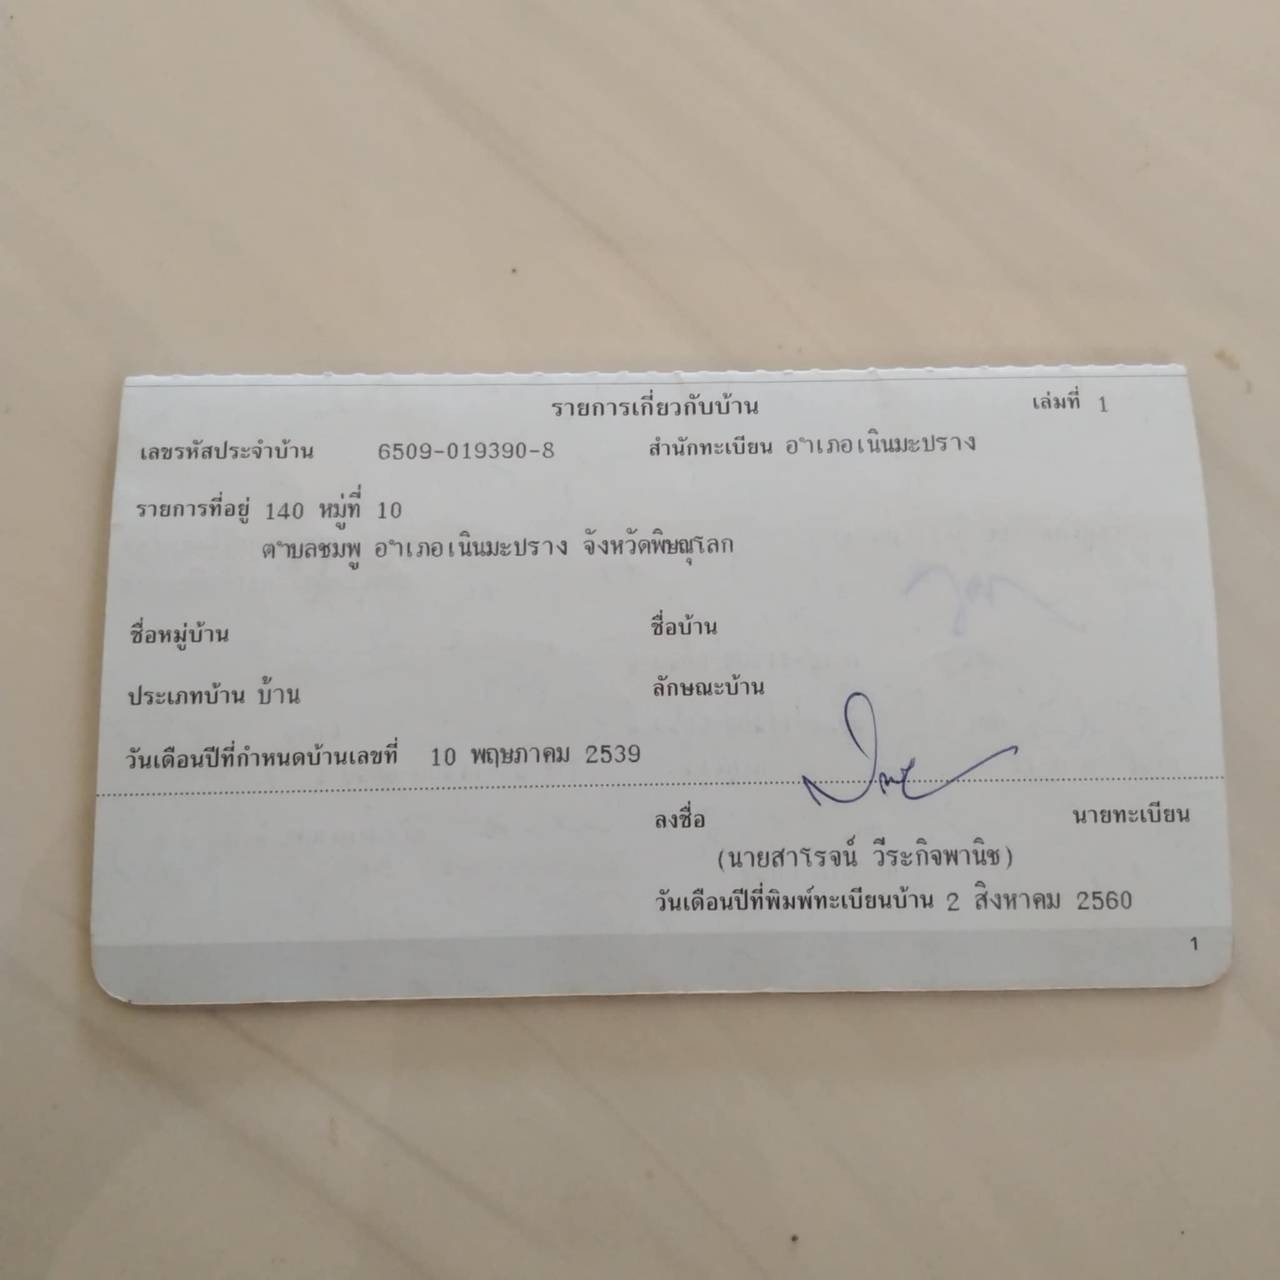 รายการเกี่ยวกับบ้าน เล่มที่ 1
เลขรหัสประจำบ้าน 6509-019390-8 สำนักทะเบียน อำเภอเนินมะปราง
รายการที่อยู่ 140 หมู่ที่ 10
ตำบลชมพู อำเภอเนินมะปราง จังหวัดพิษณุโลก
ชื่อหมู่บ้าน ชื่อบ้าน
ประเภทบ้าน บ้าน ลักษณะบ้าน
วันเดือนปีที่กำหนดบ้านเลขที่ 10 พฤษภาคม 2539
ลงชื่อ นายทะเบียน
(นายสาโรจน์ วีระกิจพานิช)
วันเดือนปีที่พิมพ์ทะเบียนบ้าน 2 สิงหาคม 2560
1